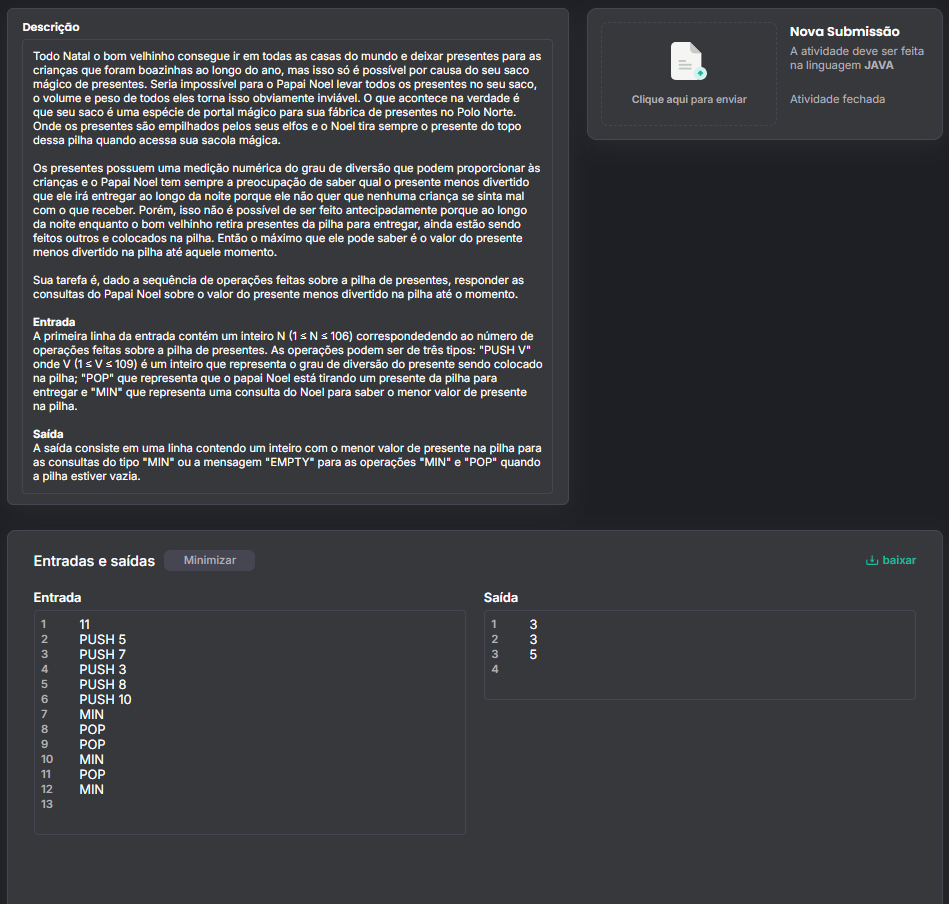 Descrição
Todo Natal o bom velhinho consegue ir em todas as casas do mundo e deixar presentes para as
crianças que foram boazinhas ao longo do ano, mas isso só é possível por causa do seu saco
mágico de presentes. Seria impossível para o Papai Noel levar todos os presentes no seu saco,
o volume e peso de todos eles torna isso obviamente inviável. O que acontece na verdade é
que seu saco é uma espécie de portal mágico para sua fábrica de presentes no Polo Norte.
Onde os presentes são empilhados pelos seus elfos e o Noel tira sempre o presente do topo
dessa pilha quando acessa sua sacola mágica.
Os presentes possuem uma medição numérica do grau de diversão que podem proporcionar às
crianças e o Papai Noel tem sempre a preocupação de saber qual o presente menos divertido
que ele irá entregar ao longo da noite porque ele não quer que nenhuma criança se sinta mal
com o que receber. Porém, isso não é possível de ser feito antecipadamente porque ao longo
da noite enquanto o bom velhinho retira presentes da pilha para entregar, ainda estão sendo
feitos outros e colocados na pilha. Então o máximo que ele pode saber é o valor do presente
menos divertido na pilha até aquele momento.
Sua tarefa é, dado a sequência de operações feitas sobre a pilha de presentes, responder as
consultas do Papai Noel sobre o valor do presente menos divertido na pilha até o momento.
Entrada
A primeira linha da entrada contém um inteiro N (1 ≤ N ≤ 106) correspondedendo ao número de
operações feitas sobre a pilha de presentes. As operações podem ser de três tipos: "PUSH V"
onde V (1 ≤ V ≤ 109) é um inteiro que representa o grau de diversão do presente sendo colocado
na pilha; "POP" que representa que o papai Noel está tirando um presente da pilha para
entregar e "MIN" que representa uma consulta do Noel para saber o menor valor de presente
na pilha.
Saída
A saída consiste em uma linha contendo um inteiro com o menor valor de presente na pilha para
as consultas do tipo "MIN" ou a mensagem "EMPTY" para as operações "MIN" e "POP" quando
a pilha estiver vazia.
Clique aqui para enviar
Nova Submissão
A atividade deve ser feita
na linguagem JAVA
Atividade fechada
Entradas e saídas Minimizar
baixar
Entrada
1 11
2 PUSH 5
3 PUSH 7
4 PUSH 3
5 PUSH 8
6 PUSH 10
7 MIN
8 POP
9 POP
10 MIN
11 POP
12 MIN
13
Saída
1 3
2 3
3 5
4